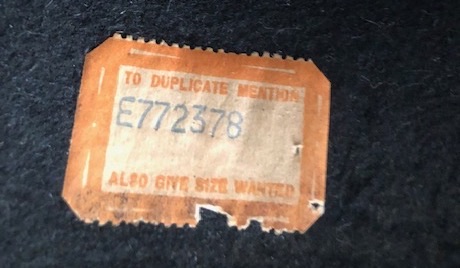 TO DUPLICATE MENTION
E772378
ALSO GIVE SIZE WANTED